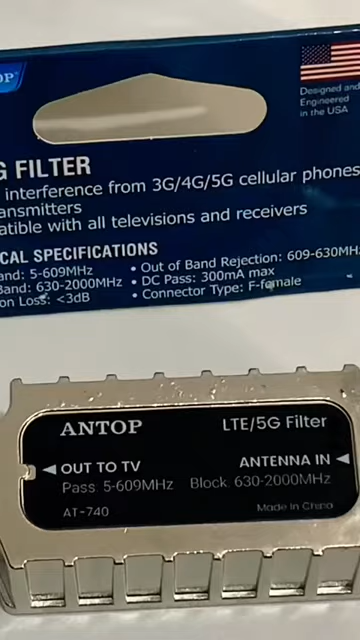 OP
Designed and
Engineered
in the USA
G FILTER
interference from 3G/4G/5G cellular phones
ansmitters
atible with all televisions and receivers
CAL SPECIFICATIONS
and: 5-609MHz
Band: 630-2000MHz
on Loss: <3dB
• Out of Band Rejection: 609-630MHz
• DC Pass: 300mA max
• Connector Type: F-female
ANTOP
LTE/5G Filter
OUT TO TV
ANTENNA IN
Pass: 5-609MHz
Block: 630-2000MHz
AT-740
Made in China